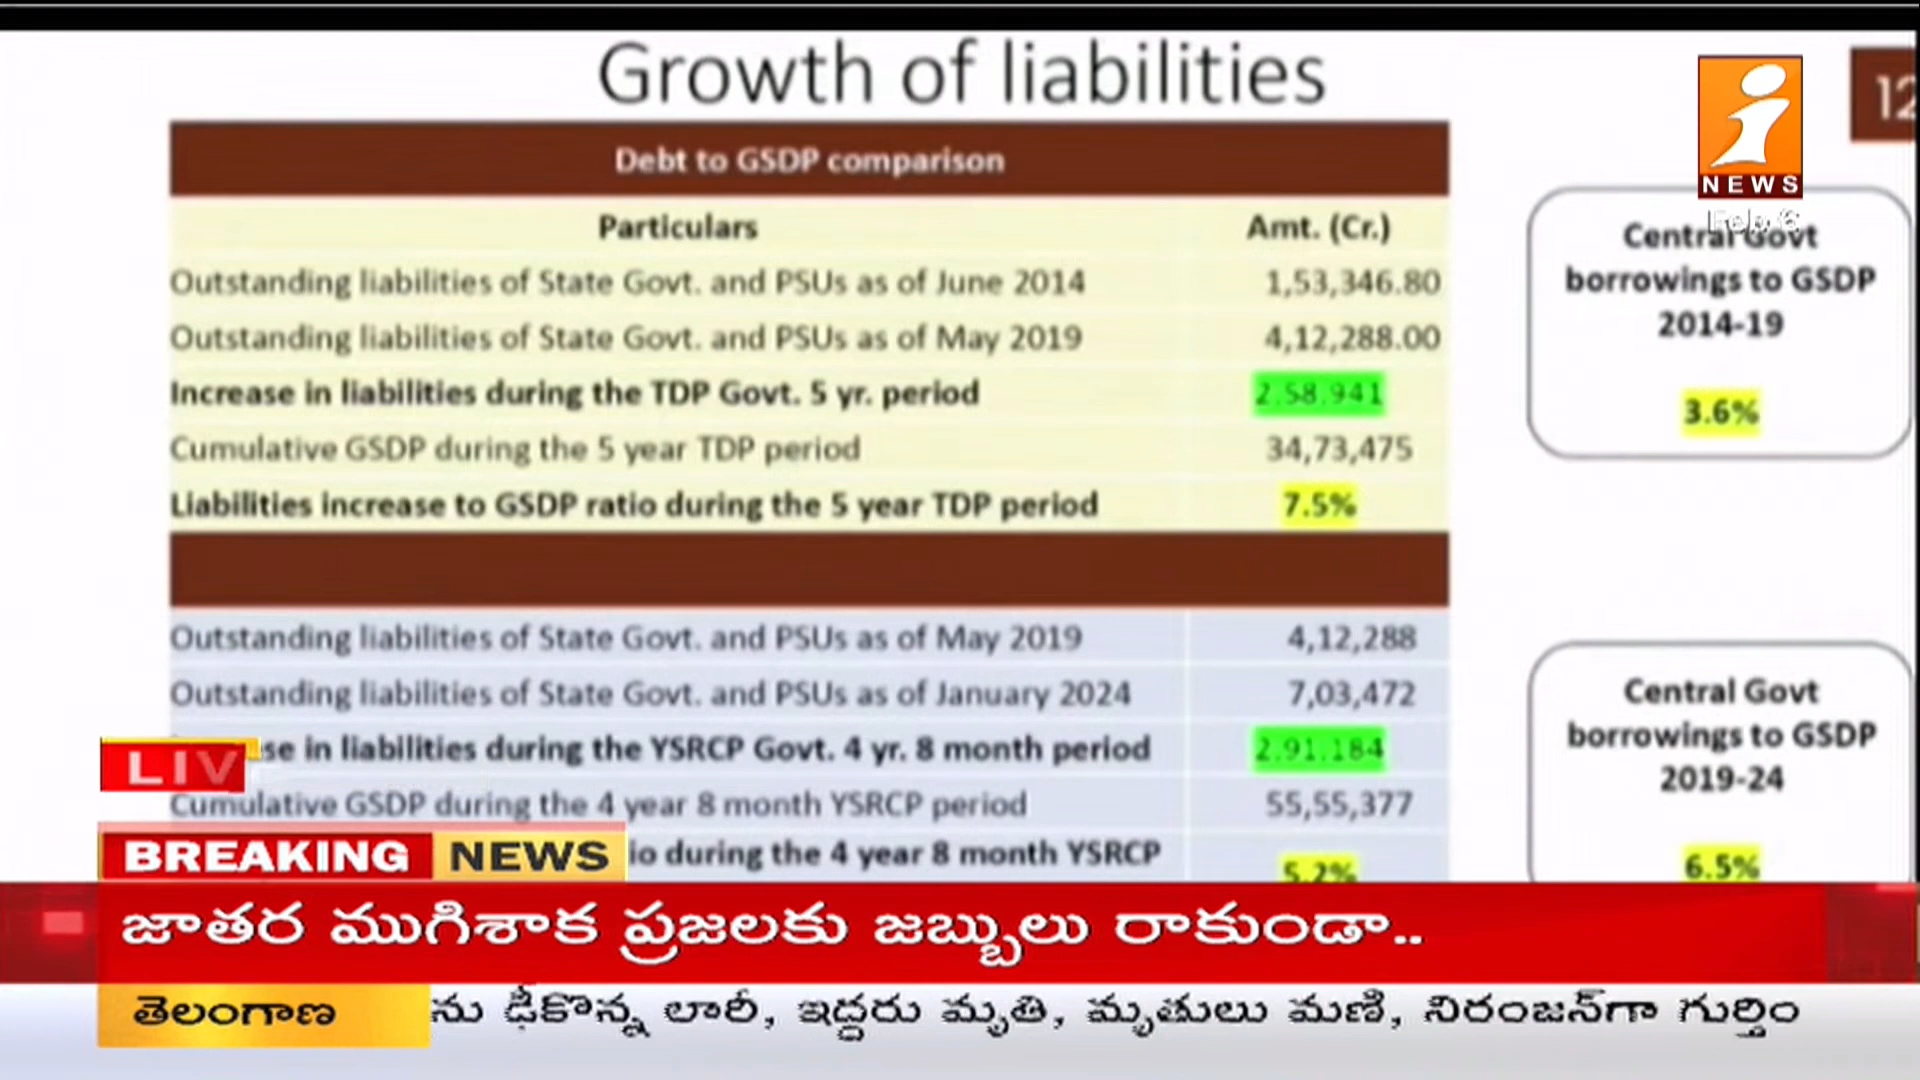 Growth of liabilities
12
NEWS
Feb 6
Debt to GSDP comparison
Particulars Amt. (Cr.)
Outstanding liabilities of State Govt. and PSUs as of June 2014 1,53,346.80
Outstanding liabilities of State Govt. and PSUs as of May 2019 4,12,288.00
Increase in liabilities during the TDP Govt. 5 yr. period 2.58.941
Cumulative GSDP during the 5 year TDP period 34,73,475
Liabilities increase to GSDP ratio during the 5 year TDP period 7.5%
Central Govt
borrowings to GSDP
2014-19
3.6%
Outstanding liabilities of State Govt. and PSUs as of May 2019 4,12,288
Outstanding liabilities of State Govt. and PSUs as of January 2024 7,03,472
se in liabilities during the YSRCP Govt. 4 yr. 8 month period 2.91.184
Cumulative GSDP during the 4 year 8 month YSRCP period 55,55,377
io during the 4 year 8 month YSRCP 5.2%
Central Govt
borrowings to GSDP
2019-24
6.5%
LIV
BREAKING NEWS
జాతర ముగిశాక ప్రజలకు జబ్బులు రాకుండా..
తెలంగాణ ను ఢీకొన్న లారీ, ఇద్దరు మృతి, మృతులు మణి, నిరంజన్‌గా గుర్తిం